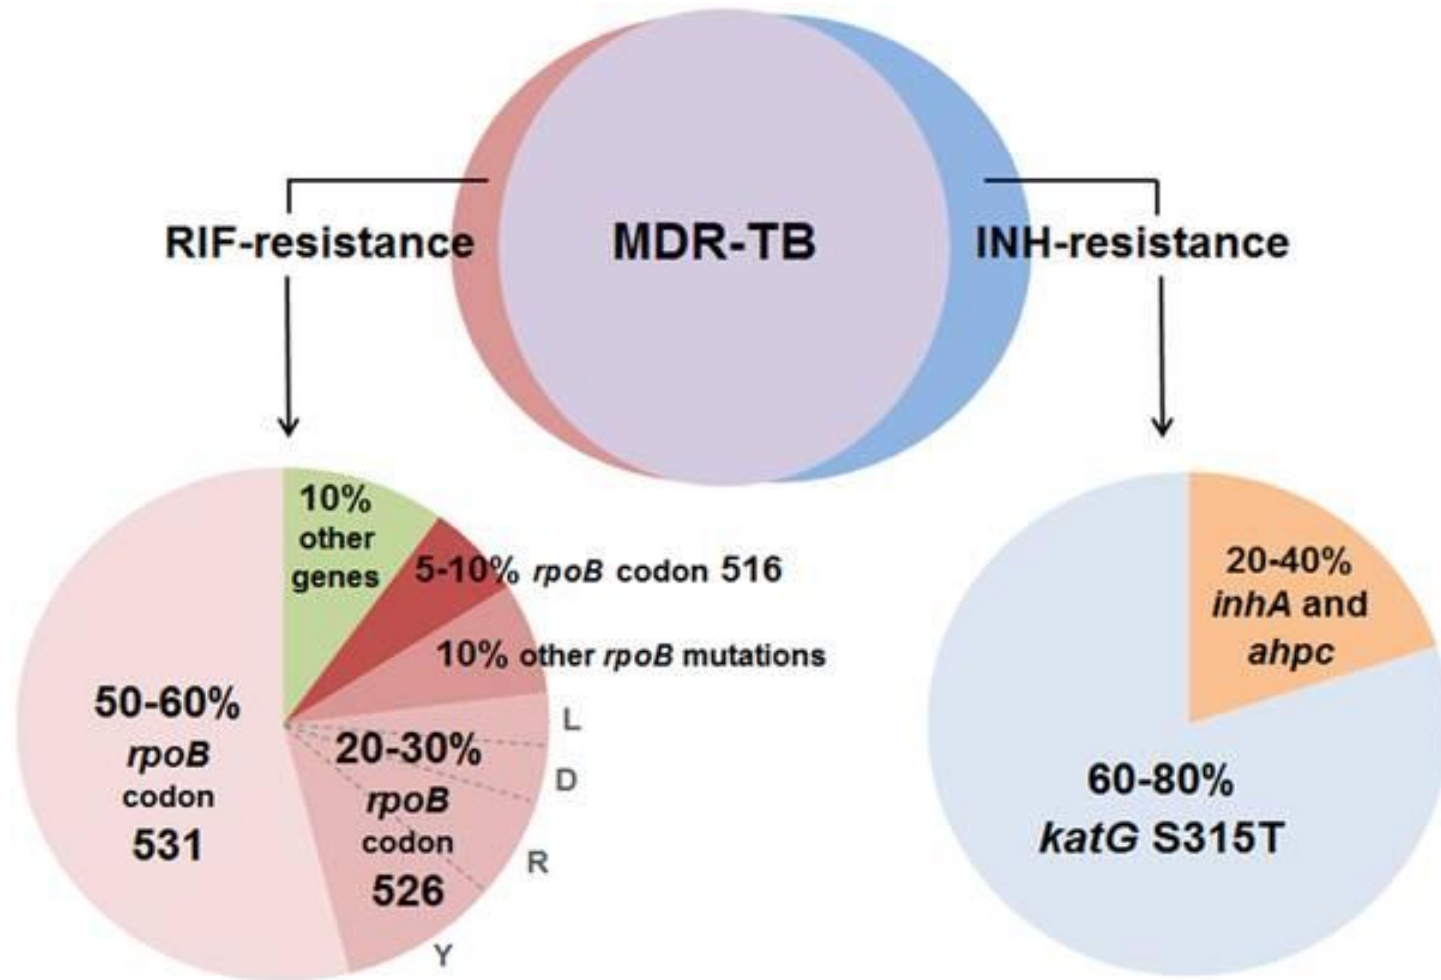 MDR-TB
RIF-resistance
INH-resistance
10%
other
genes
5-10% rpoB codon 516
10% other rpoB mutations
50-60%
rpoB
codon
531
20-30%
rpoB
codon
526
L
D
R
Y
20-40%
inhA and
ahpc
60-80%
katG S315T